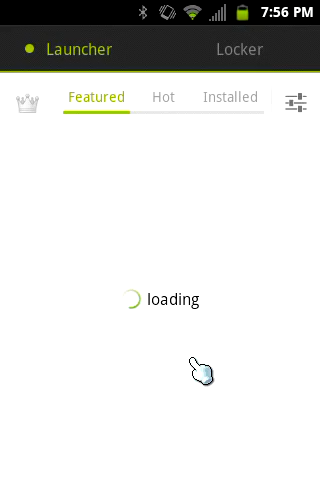 7:56 PM
Launcher
Locker
Featured
Hot
Installed
loading